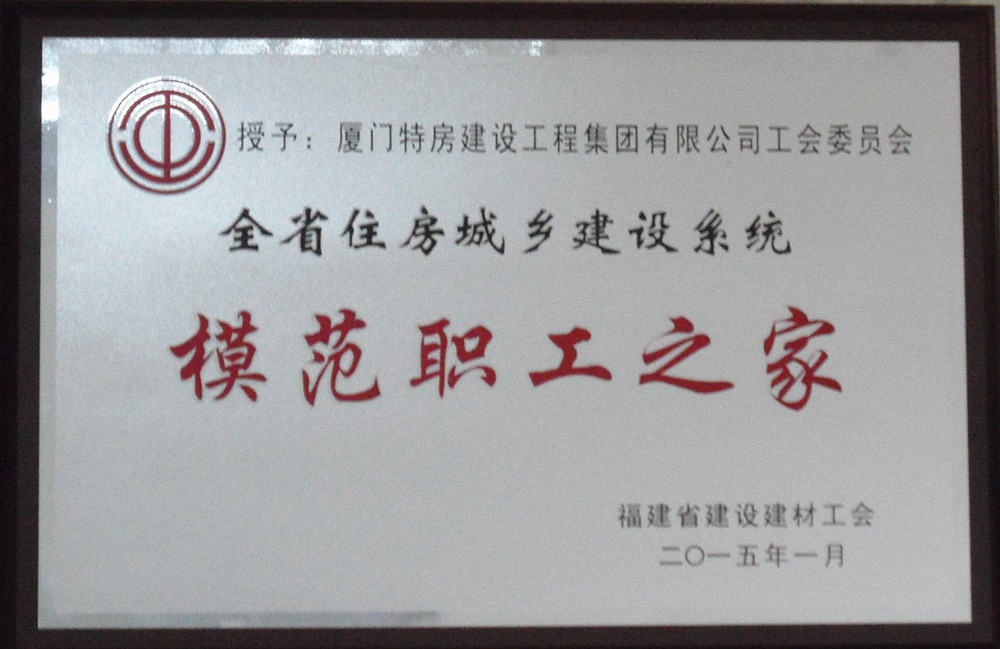 授予：厦门特房建设工程集团有限公司工会委员会
全省住房城乡建设系统
模范职工之家
福建省建设建材工会
二〇一五年一月